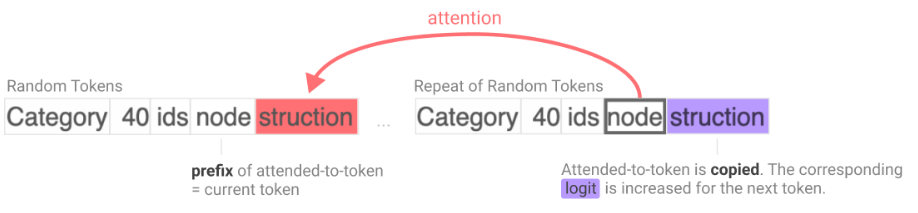 attention
Random Tokens
Category 40 ids node struction
...
Repeat of Random Tokens
Category 40 ids node struction
prefix of attended-to-token
= current token
Attended-to-token is copied. The corresponding
logit is increased for the next token.